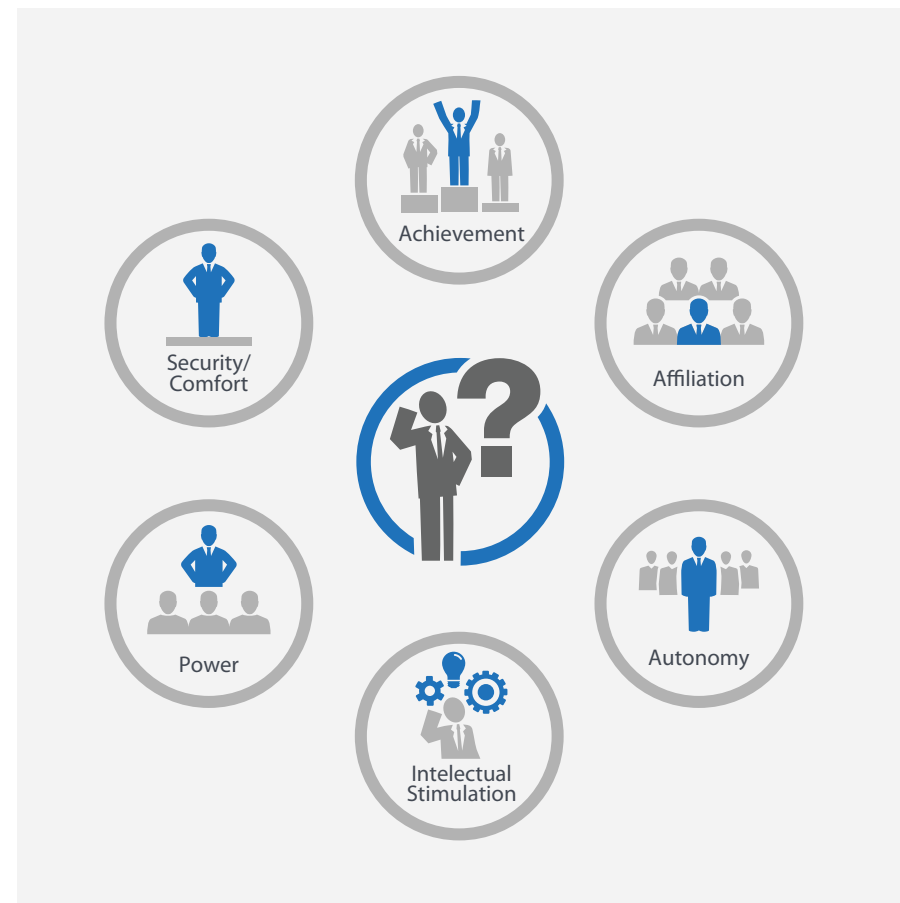 Achievement
Security/
Comfort
Affiliation
Power
Autonomy
Intelectual
Stimulation